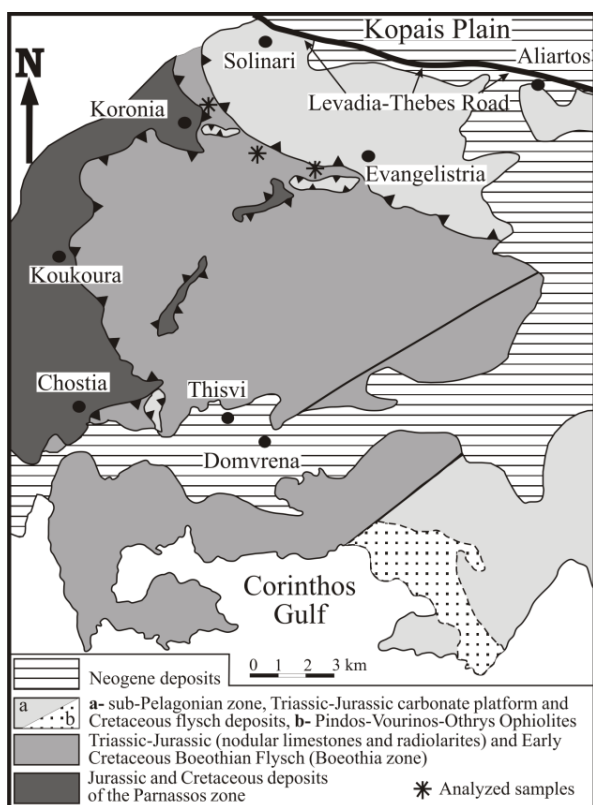 Kopais Plain
N
Solinari
Aliartos
Levadia-Thebes Road
Koronia
Evangelistria
Koukoura
Chostia
Thisvi
Domvrena
Corinthos
Gulf
0 1 2 3 km
Neogene deposits
a
b
a- sub-Pelagonian zone, Triassic-Jurassic carbonate platform and
Cretaceous flysch deposits, b- Pindos-Vourinos-Othrys Ophiolites
Triassic-Jurassic (nodular limestones and radiolarites) and Early
Cretaceous Boeothian Flysch (Boeothia zone)
Jurassic and Cretaceous deposits
of the Parnassos zone
Analyzed samples